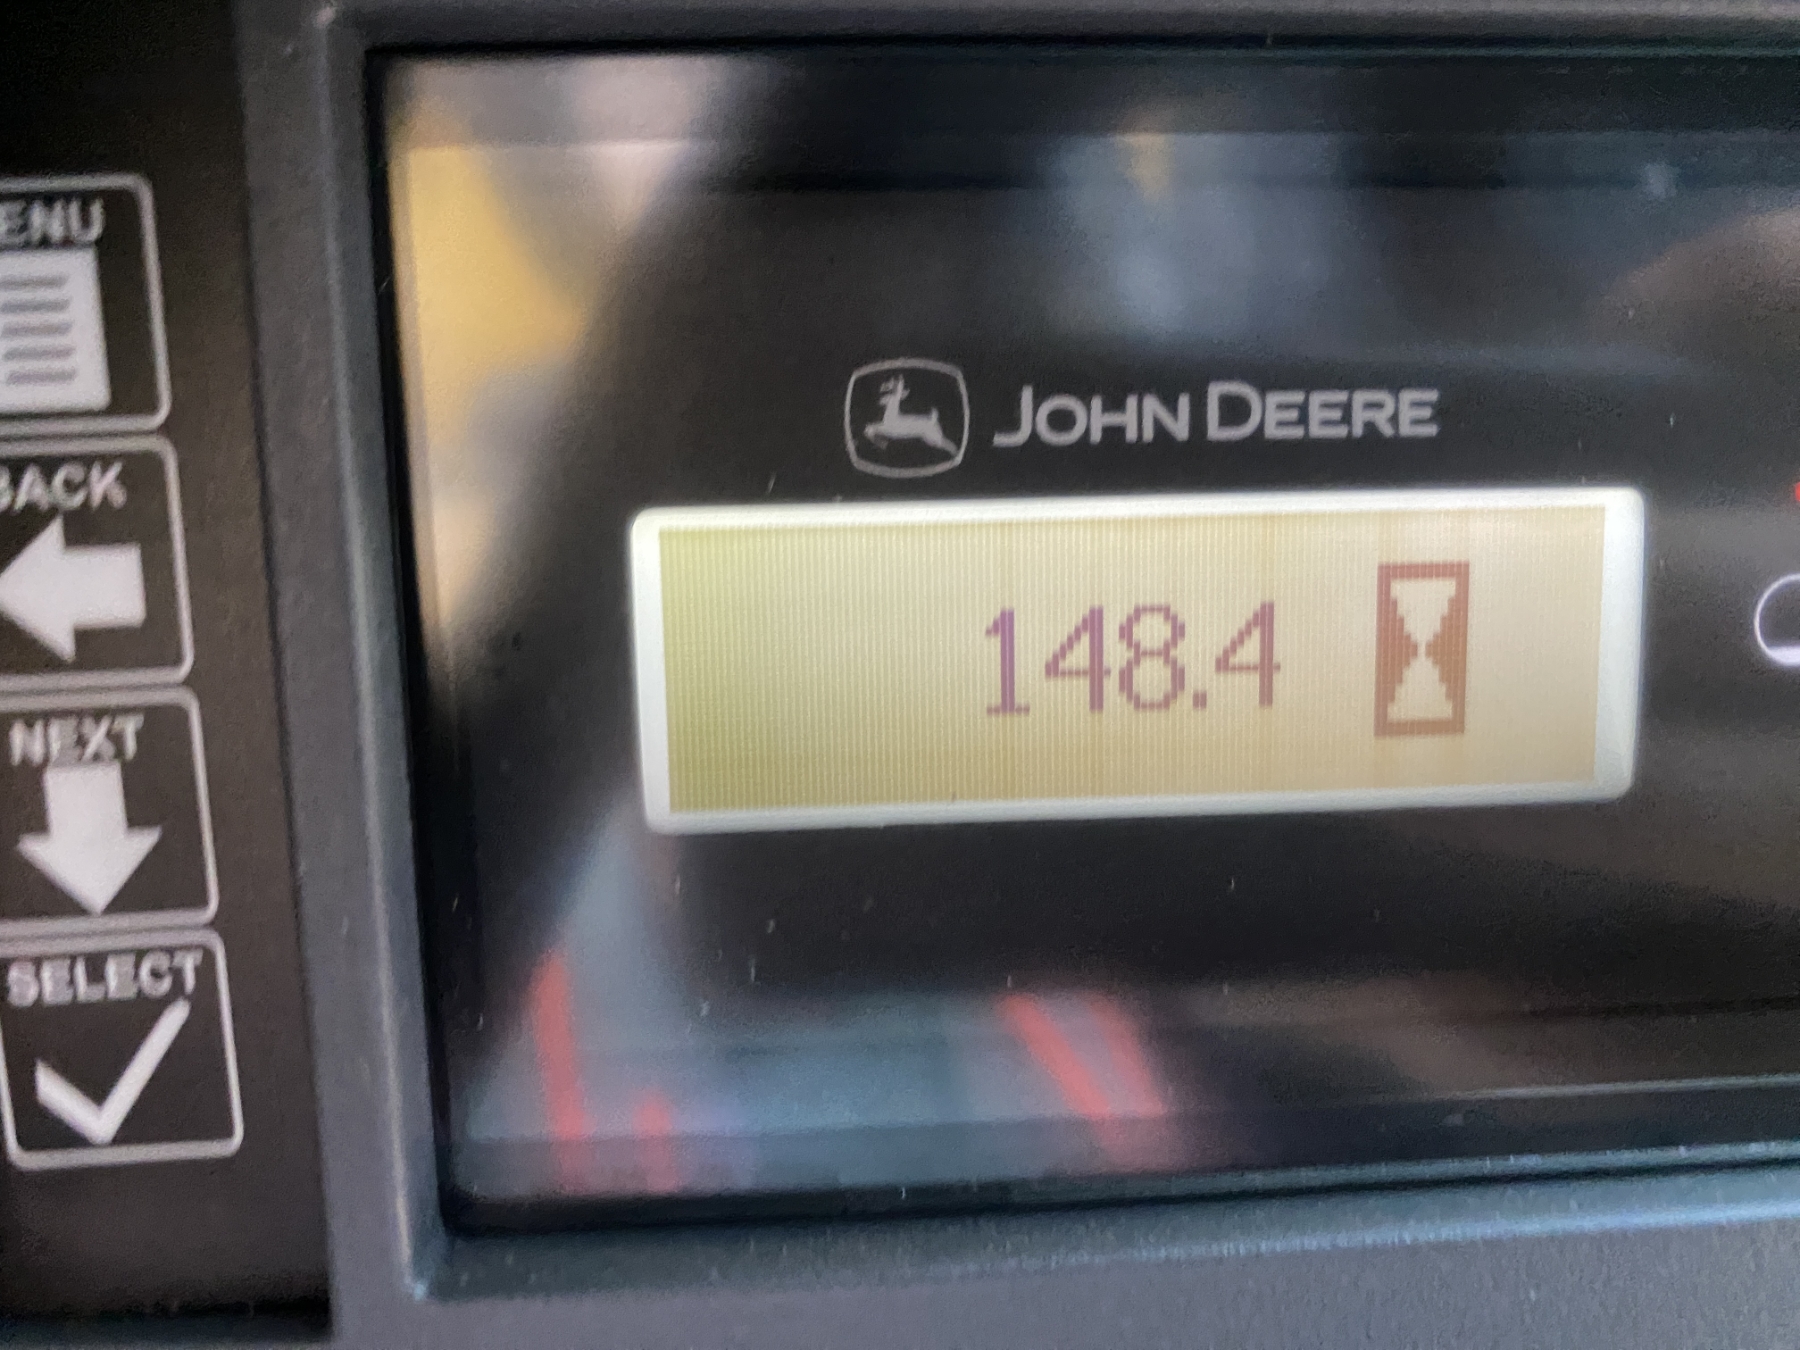 ENU
BACK
NEXT
SELECT
JOHN DEERE
148.4